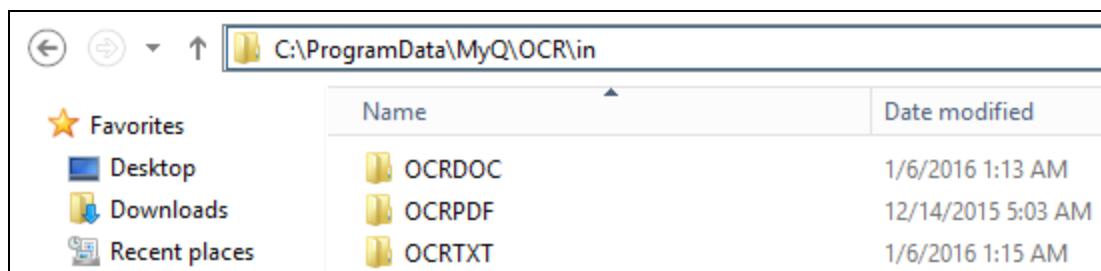 C:\ProgramData\MyQ\OCR\in
Favorites
Desktop
Downloads
Recent places
Name Date modified
OCRDOC 1/6/2016 1:13 AM
OCRPDF 12/14/2015 5:03 AM
OCRTXT 1/6/2016 1:15 AM